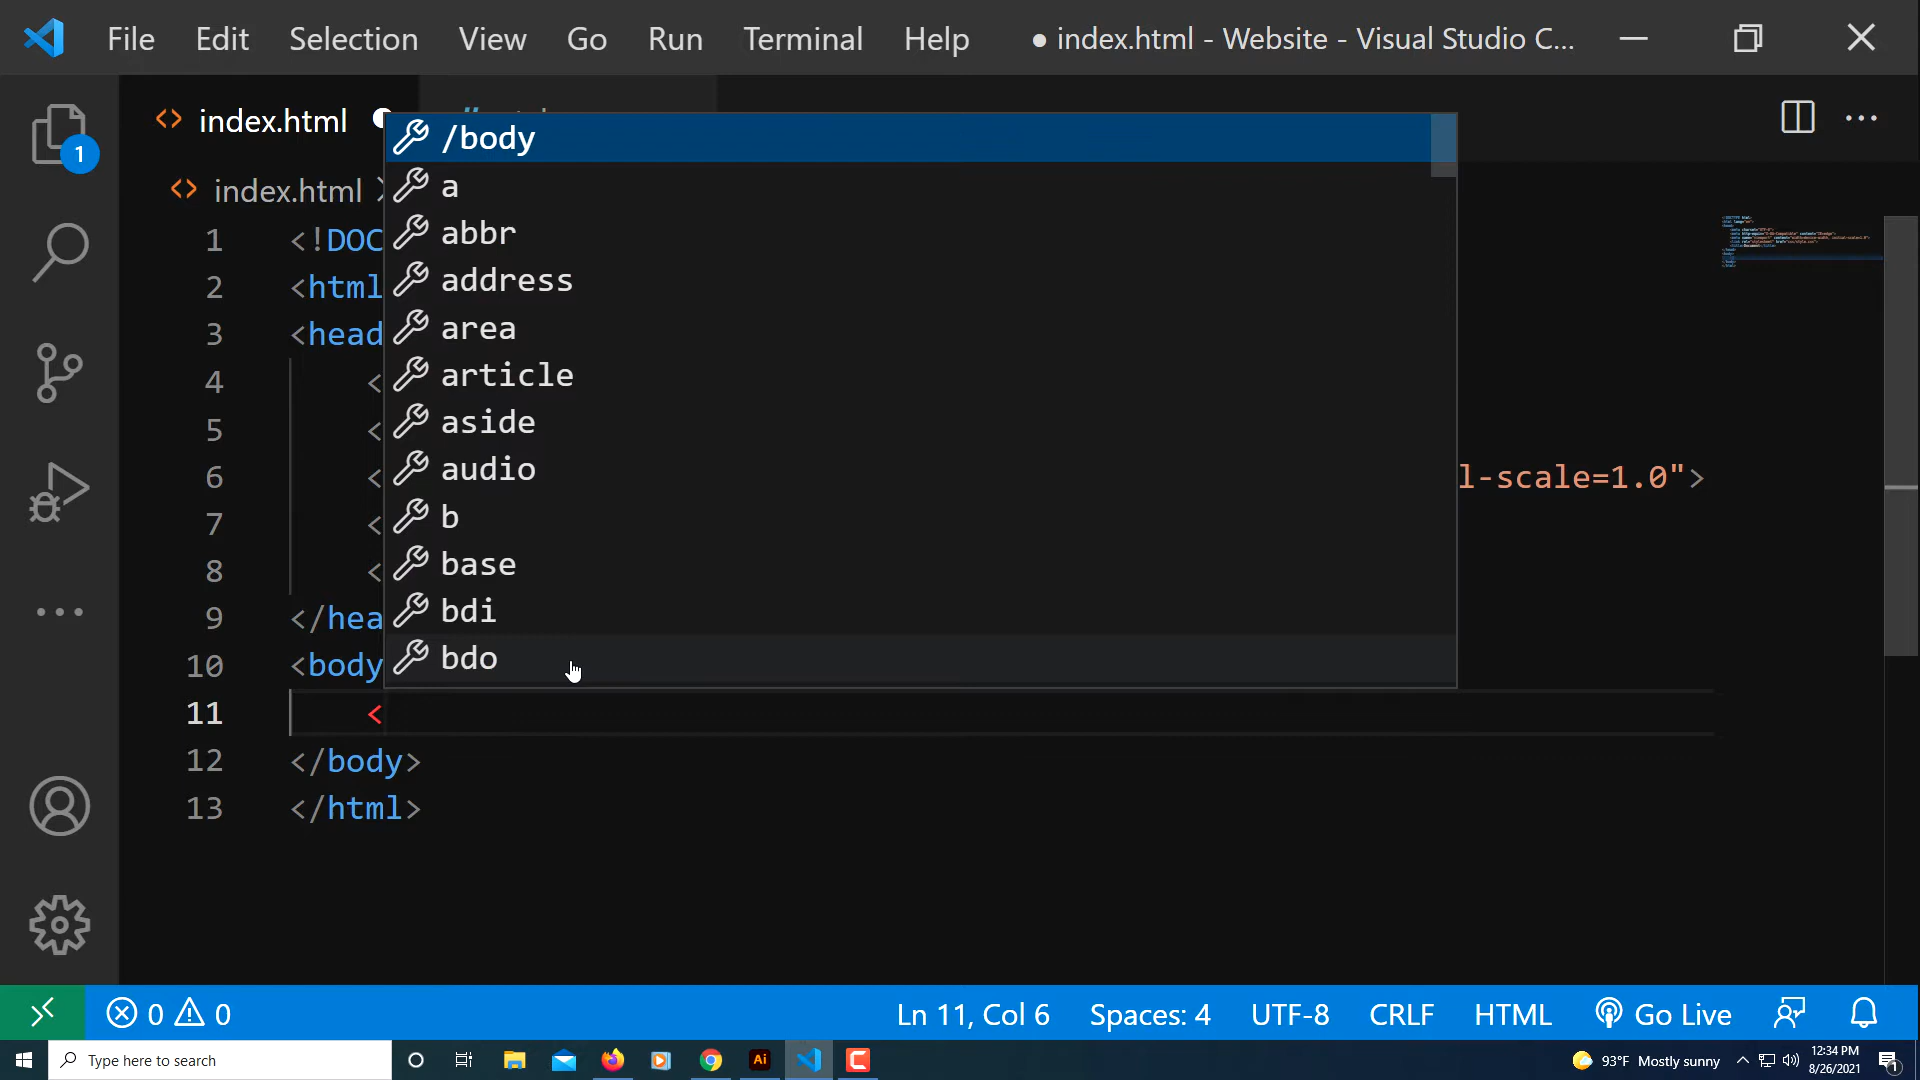 File Edit Selection View Go Run Terminal Help ● index.html - Website - Visual Studio C...
<> index.html
1
<> index.html >
/body
a
abbr
address
area
article
aside
audio
b
base
bdi
bdo
1 <!DOC
2 <html
3 <head
4 <
5 <
6 < l-scale=1.0">
7 <
8 <
9 </hea
10 <body
11 <
12 </body>
13 </html>
0 0 Ln 11, Col 6 Spaces: 4 UTF-8 CRLF HTML Go Live
Type here to search Ai 93°F Mostly sunny 12:34 PM
8/26/2021 1